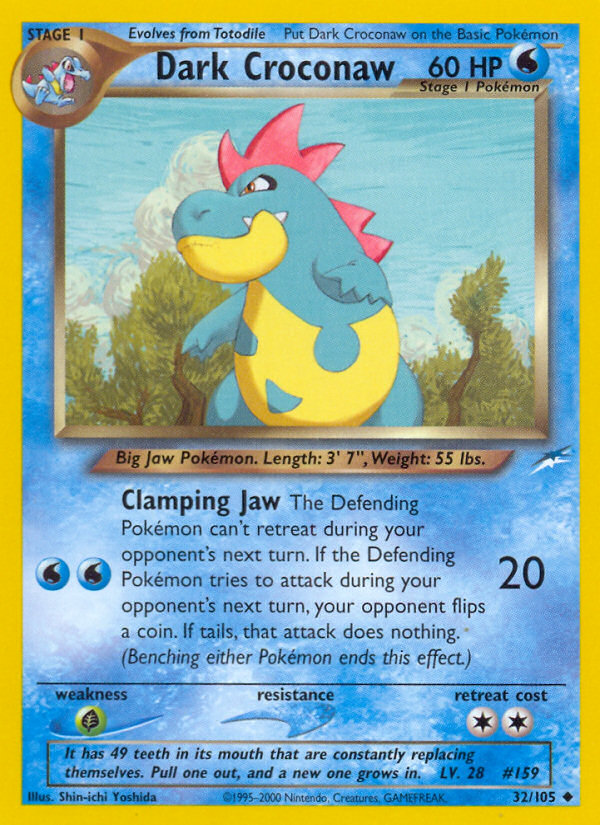 STAGE 1 Evolves from Totodile Put Dark Croconaw on the Basic Pokémon
Dark Croconaw 60 HP
Stage 1 Pokémon
Big Jaw Pokémon. Length: 3' 7", Weight: 55 lbs.
Clamping Jaw The Defending
Pokémon can't retreat during your
opponent's next turn. If the Defending
Pokémon tries to attack during your
opponent's next turn, your opponent flips
a coin. If tails, that attack does nothing.
(Benching either Pokémon ends this effect.)
20
weakness resistance retreat cost
It has 49 teeth in its mouth that are constantly replacing
themselves. Pull one out, and a new one grows in. LV. 28 #159
Illus. Shin-ichi Yoshida ©1995-2000 Nintendo, Creatures, GAMEFREAK. 32/105